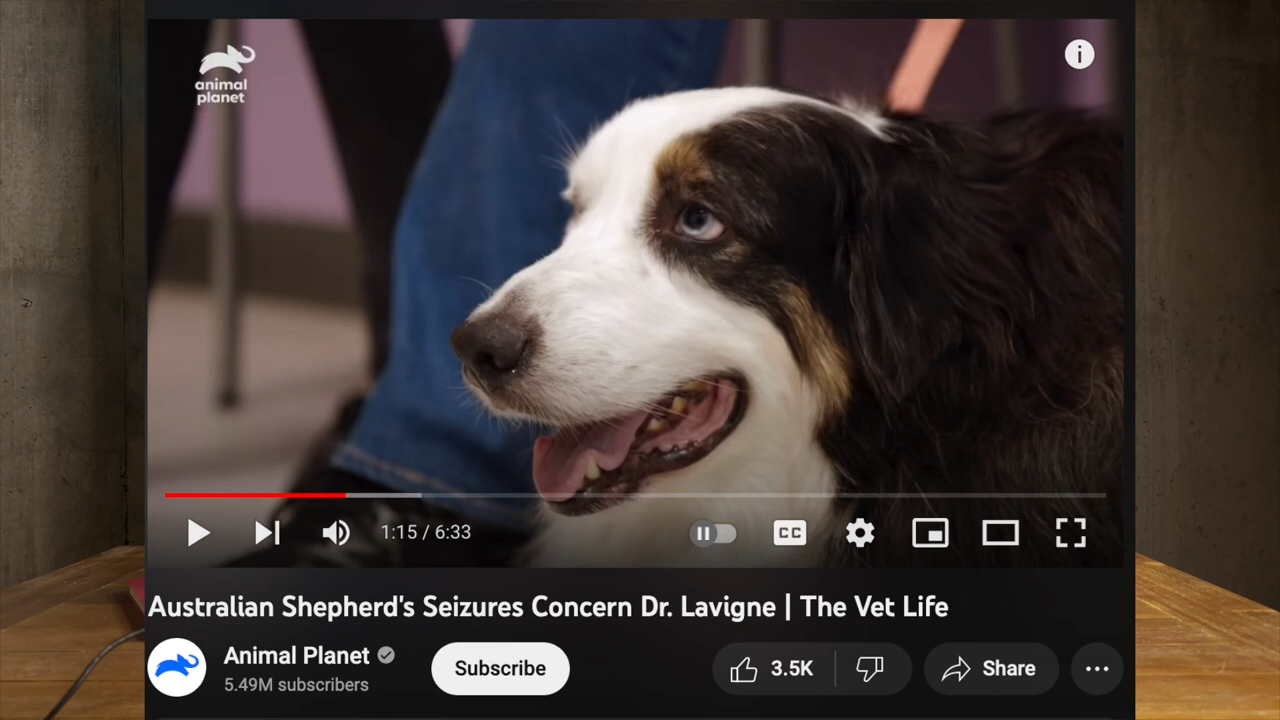 animal
planet
i
1:15 / 6:33
CC
Australian Shepherd's Seizures Concern Dr. Lavigne | The Vet Life
Animal Planet
5.49M subscribers
Subscribe
3.5K
Share